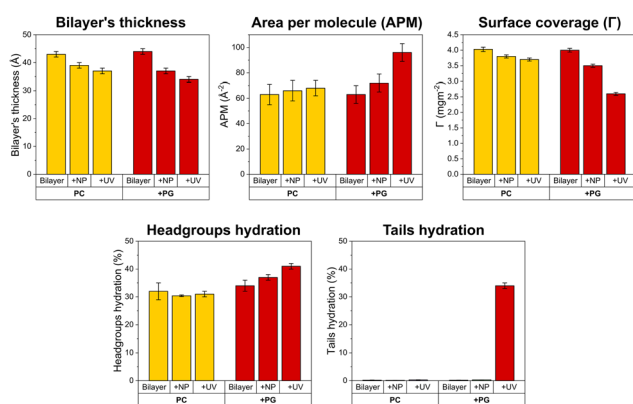 Bilayer's thickness
Bilayer's thickness (Å)
50
40
30
20
10
0
Bilayer +NP +UV Bilayer +NP +UV
PC +PG
Area per molecule (APM)
APM (Å⁻²)
100
80
60
40
20
0
Bilayer +NP +UV Bilayer +NP +UV
PC +PG
Surface coverage (Γ)
Γ (mgm⁻²)
4.5
4.0
3.5
3.0
2.5
2.0
1.5
1.0
0.5
0.0
Bilayer +NP +UV Bilayer +NP +UV
PC +PG
Headgroups hydration
Headgroups hydration (%)
50
40
30
20
10
0
Bilayer +NP +UV Bilayer +NP +UV
PC +PG
Tails hydration
Tails hydration (%)
50
40
30
20
10
0
Bilayer +NP +UV Bilayer +NP +UV
PC +PG